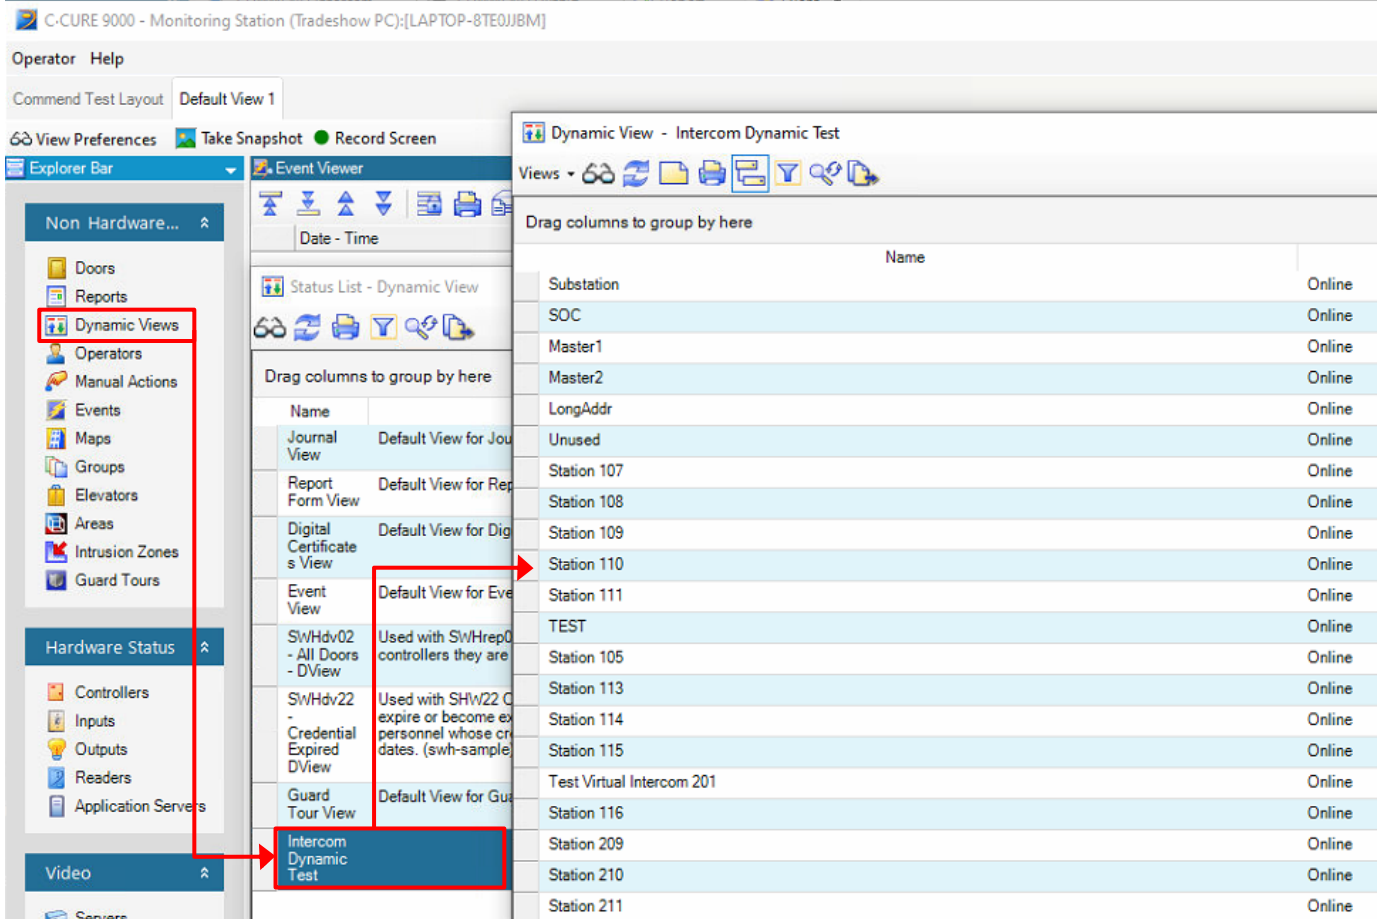 C·CURE 9000 - Monitoring Station (Tradeshow PC):[LAPTOP-8TE0JJBM]
Operator Help
Commend Test Layout Default View 1
View Preferences Take Snapshot Record Screen
Explorer Bar
Non Hardware...
Doors
Reports
Dynamic Views
Operators
Manual Actions
Events
Maps
Groups
Elevators
Areas
Intrusion Zones
Guard Tours
Hardware Status
Controllers
Inputs
Outputs
Readers
Application Servers
Video
Servers
Event Viewer
Date - Time
Status List - Dynamic View
Drag columns to group by here
Name
Journal
View
Default View for Jou
Report
Form View
Default View for Rep
Digital
Certificate
s View
Default View for Dig
Event
View
Default View for Eve
SWHdv02
- All Doors
- DView
Used with SWHrep0
controllers they are
SWHdv22
-
Credential
Expired
DView
Used with SHW22 C
expire or become ex
personnel whose cr
dates. (swh-sample)
Guard
Tour View
Default View for Gua
Intercom
Dynamic
Test
Dynamic View - Intercom Dynamic Test
Views
Drag columns to group by here
Name
Substation Online
SOC Online
Master1 Online
Master2 Online
LongAddr Online
Unused Online
Station 107 Online
Station 108 Online
Station 109 Online
Station 110 Online
Station 111 Online
TEST Online
Station 105 Online
Station 113 Online
Station 114 Online
Station 115 Online
Test Virtual Intercom 201 Online
Station 116 Online
Station 209 Online
Station 210 Online
Station 211 Online